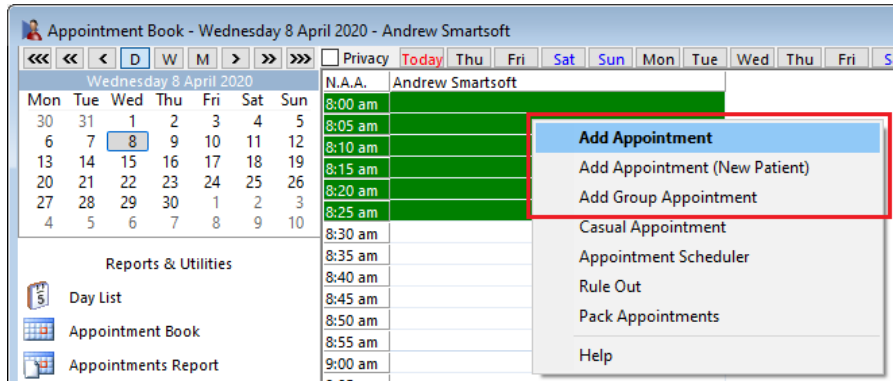 Appointment Book - Wednesday 8 April 2020 - Andrew Smartsoft
<<< << < D W M > >> >>> Privacy Today Thu Fri Sat Sun Mon Tue Wed Thu Fri S
Wednesday 8 April 2020
Mon Tue Wed Thu Fri Sat Sun
30 31 1 2 3 4 5
6 7 8 9 10 11 12
13 14 15 16 17 18 19
20 21 22 23 24 25 26
27 28 29 30 1 2 3
4 5 6 7 8 9 10
Reports & Utilities
5 Day List
Appointment Book
Appointments Report
N.A.A. Andrew Smartsoft
8:00 am
8:05 am
8:10 am
8:15 am
8:20 am
8:25 am
8:30 am
8:35 am
8:40 am
8:45 am
8:50 am
8:55 am
9:00 am
Add Appointment
Add Appointment (New Patient)
Add Group Appointment
Casual Appointment
Appointment Scheduler
Rule Out
Pack Appointments
Help